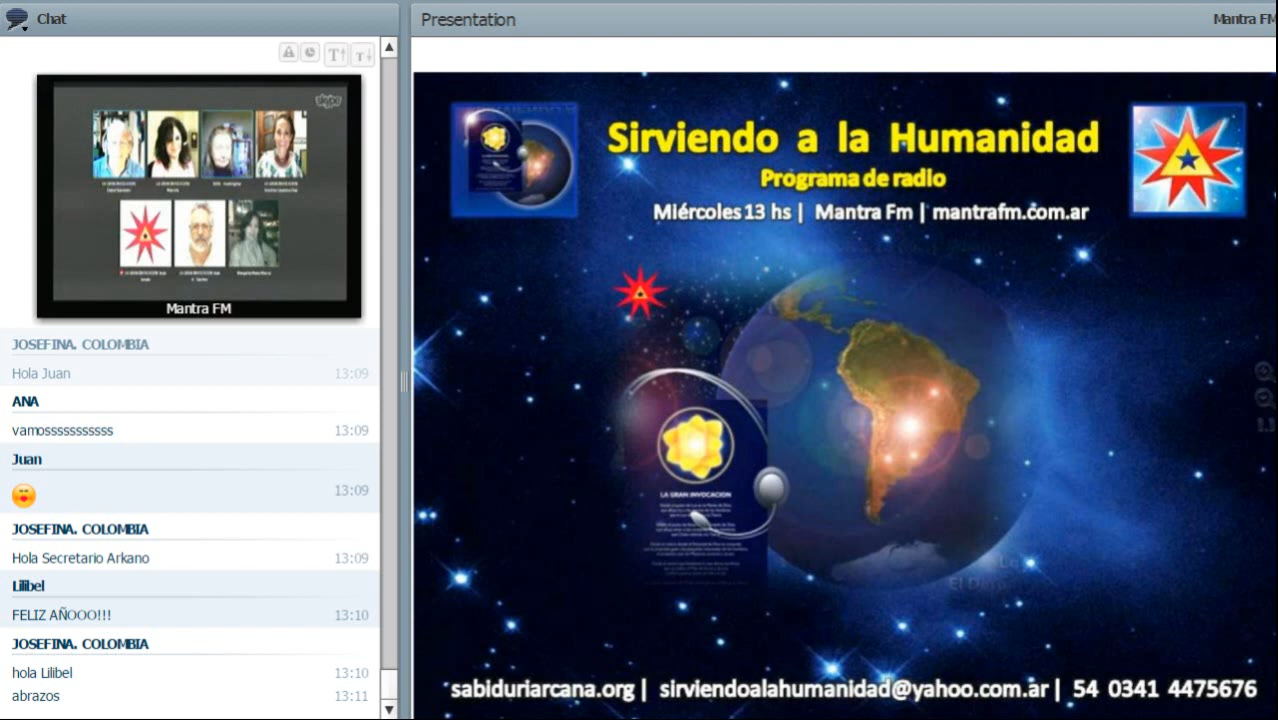 Chat
skype
Mantra FM
JOSEFINA. COLOMBIA
Hola Juan 13:09
ANA
vamosssssssssss 13:09
Juan
13:09
JOSEFINA. COLOMBIA
Hola Secretario Arkano 13:09
Lilibel
FELIZ AÑOOO!!! 13:10
JOSEFINA. COLOMBIA
hola Lilibel 13:10
abrazos 13:11
Presentation
Mantra FM
Sirviendo a la Humanidad
Programa de radio
Miércoles 13 hs | Mantra Fm | mantrafm.com.ar
LA GRAN INVOCACION
sabiduriarcana.org | sirviendoalahumanidad@yahoo.com.ar | 54 0341 4475676